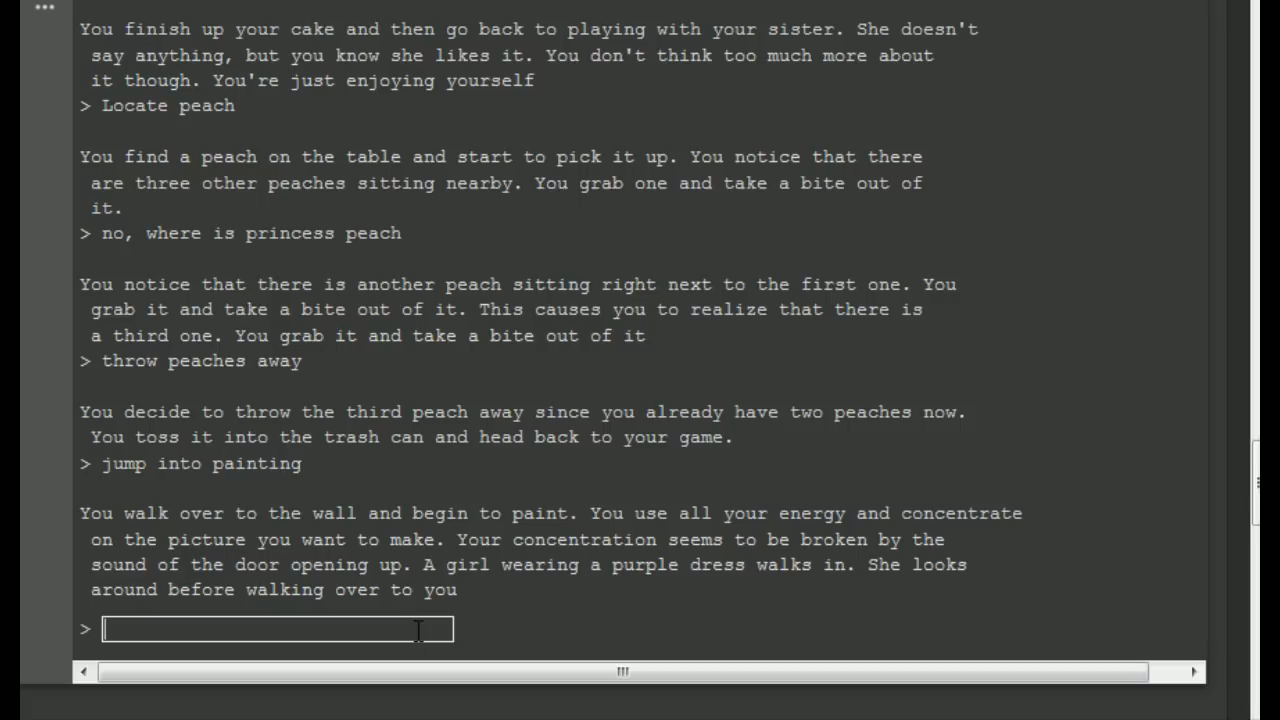 You finish up your cake and then go back to playing with your sister. She doesn't
say anything, but you know she likes it. You don't think too much more about
it though. You're just enjoying yourself
> Locate peach
You find a peach on the table and start to pick it up. You notice that there
are three other peaches sitting nearby. You grab one and take a bite out of
it.
> no, where is princess peach
You notice that there is another peach sitting right next to the first one. You
grab it and take a bite out of it. This causes you to realize that there is
a third one. You grab it and take a bite out of it
> throw peaches away
You decide to throw the third peach away since you already have two peaches now.
You toss it into the trash can and head back to your game.
> jump into painting
You walk over to the wall and begin to paint. You use all your energy and concentrate
on the picture you want to make. Your concentration seems to be broken by the
sound of the door opening up. A girl wearing a purple dress walks in. She looks
around before walking over to you
>